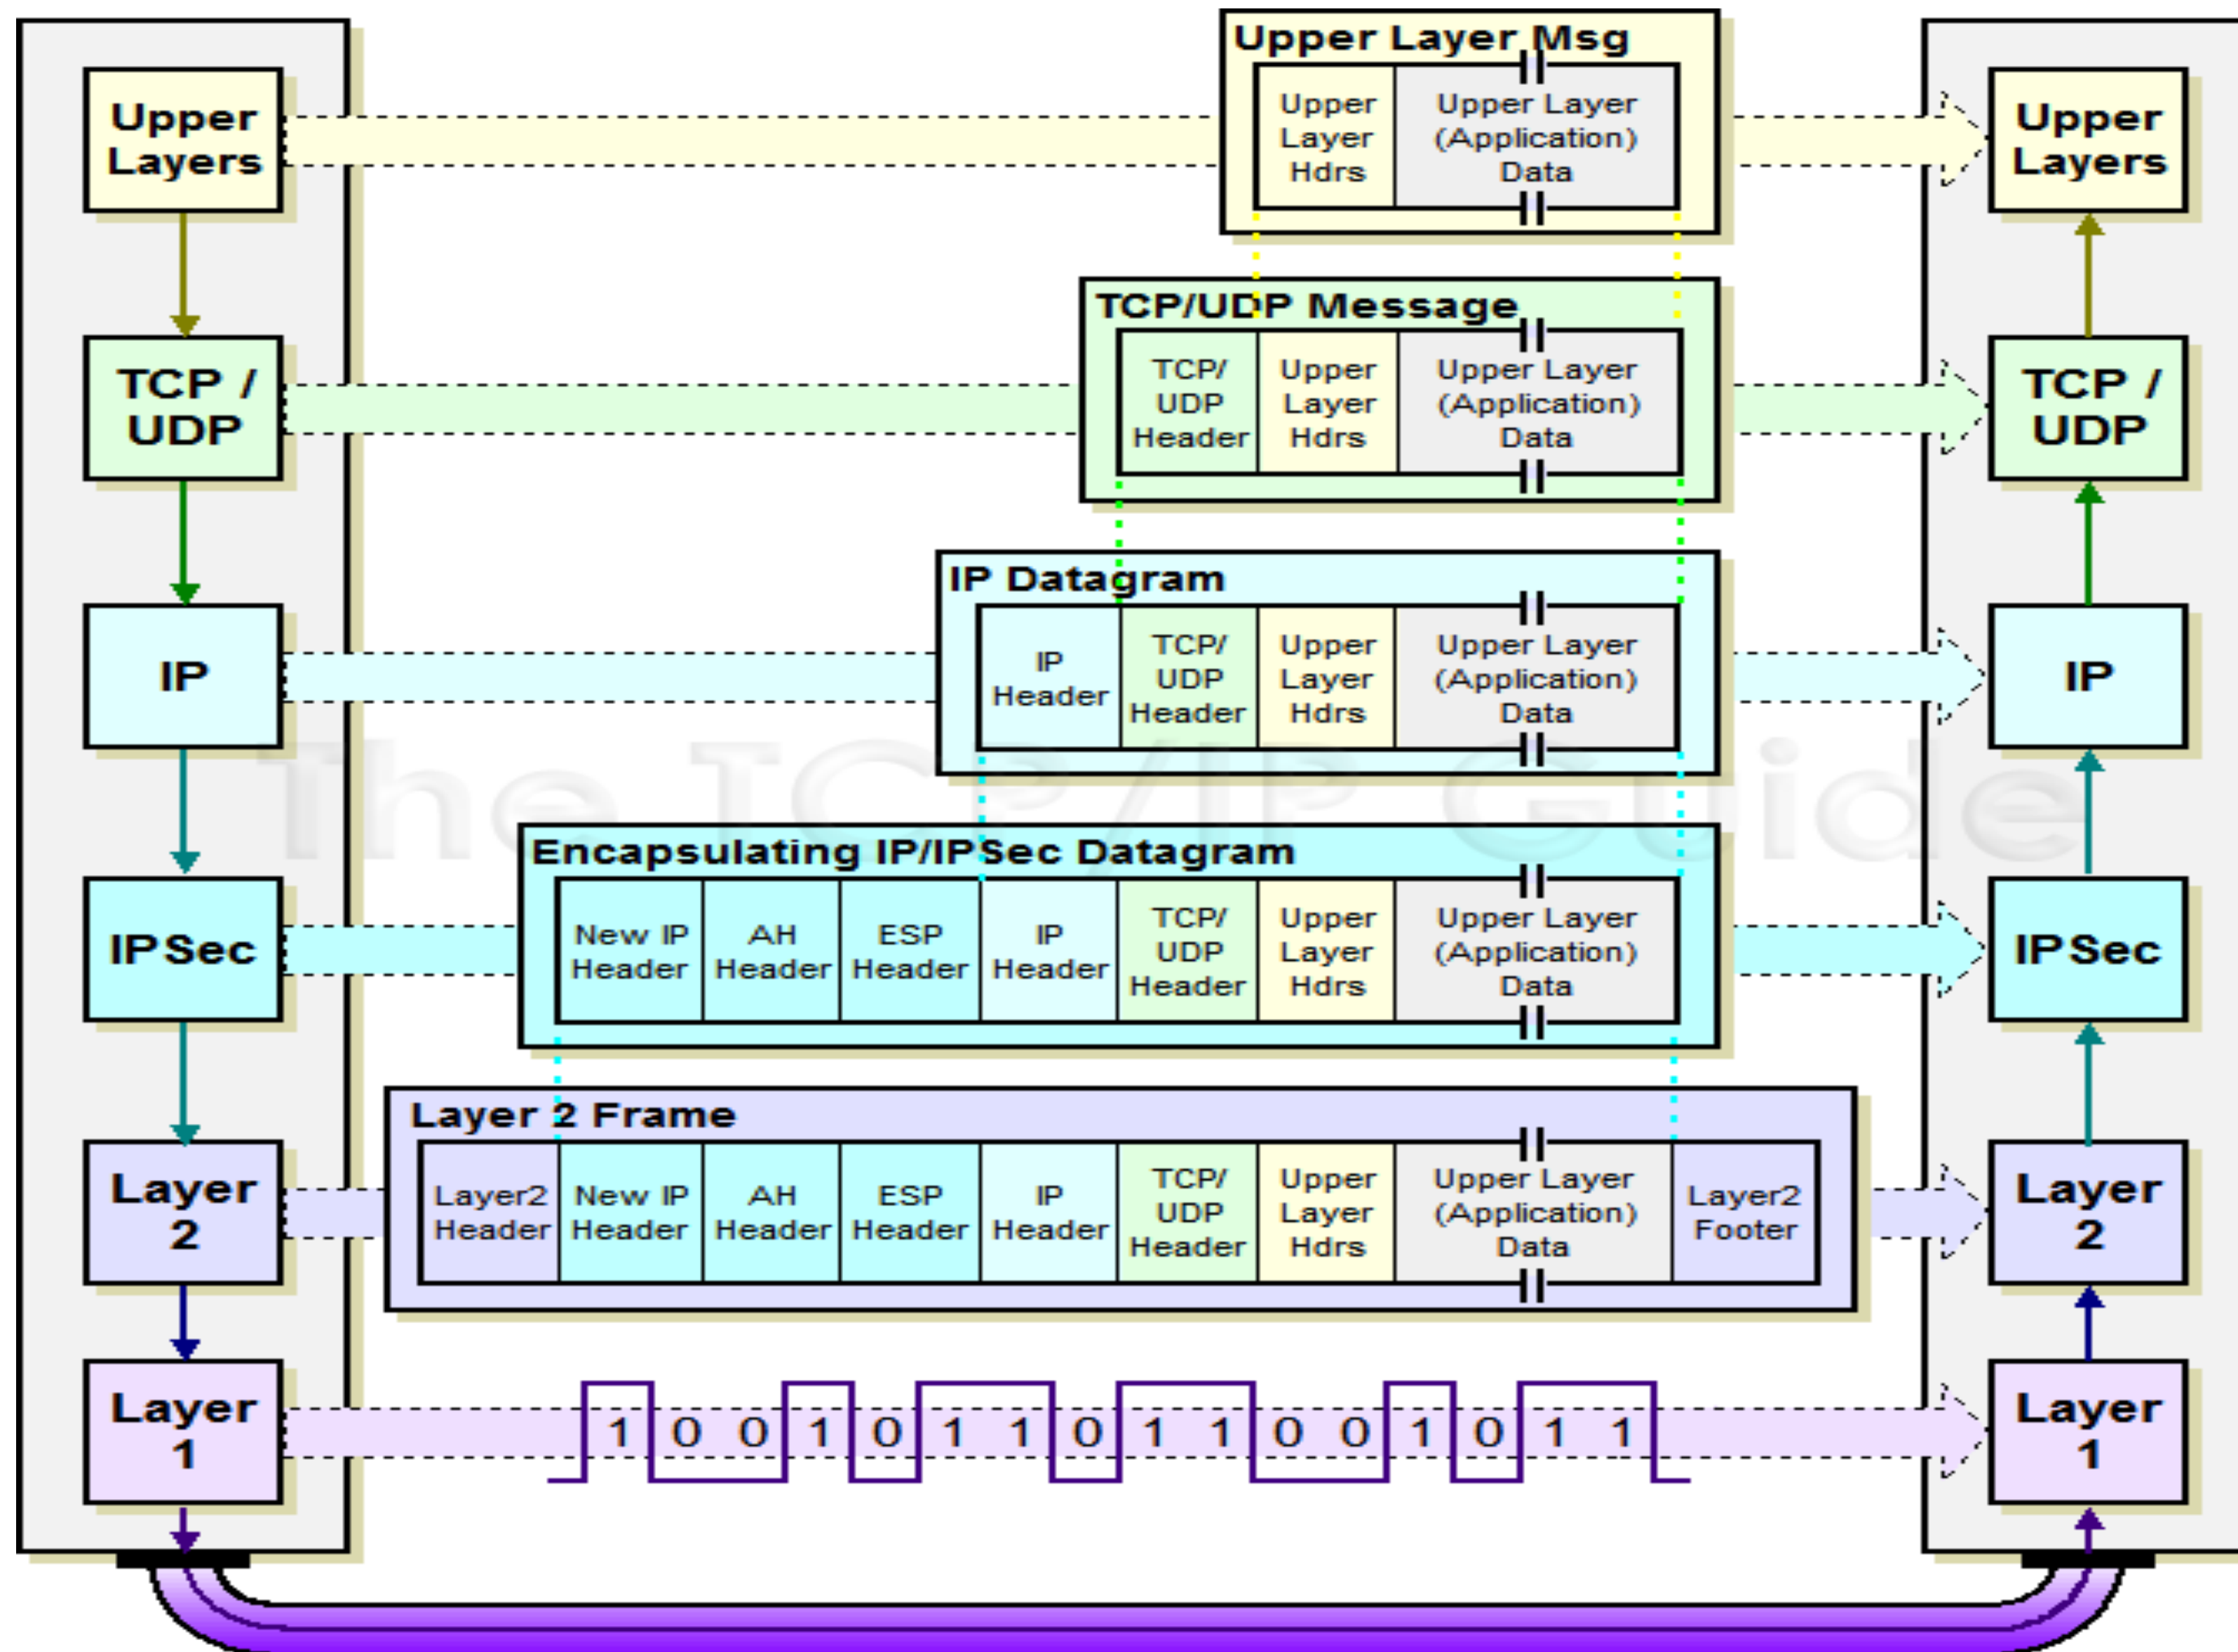 Upper Layer Msg
Upper
Layers
Upper
Layer
Hdrs
Upper Layer
(Application)
Data
Upper
Layers
TCP/UDP Message
TCP /
UDP
TCP/
UDP
Header
Upper
Layer
Hdrs
Upper Layer
(Application)
Data
TCP /
UDP
IP Datagram
IP
IP
Header
TCP/
UDP
Header
Upper
Layer
Hdrs
Upper Layer
(Application)
Data
IP
The TCP/IP Guide
Encapsulating IP/IPSec Datagram
IPSec
New IP
Header
AH
Header
ESP
Header
IP
Header
TCP/
UDP
Header
Upper
Layer
Hdrs
Upper Layer
(Application)
Data
IPSec
Layer 2 Frame
Layer
2
Layer2
Header
New IP
Header
AH
Header
ESP
Header
IP
Header
TCP/
UDP
Header
Upper
Layer
Hdrs
Upper Layer
(Application)
Data
Layer2
Footer
Layer
2
Layer
1
1 0 0 1 0 1 1 0 1 1 0 0 1 0 1 1
Layer
1